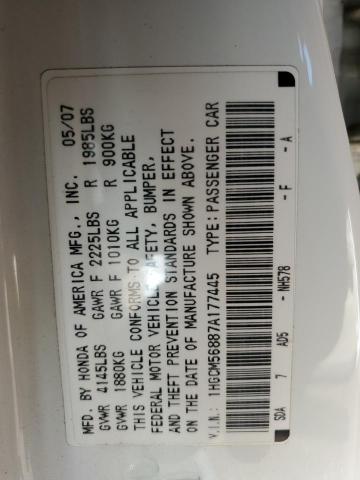 MFD. BY HONDA OF AMERICA MFG., INC. 05/07
GVWR 4145LBS GAWR F 2225LBS R 1985LBS
GVWR 1880KG GAWR F 1010KG R 900KG
THIS VEHICLE CONFORMS TO ALL APPLICABLE
FEDERAL MOTOR VEHICLE SAFETY, BUMPER,
AND THEFT PREVENTION STANDARDS IN EFFECT
ON THE DATE OF MANUFACTURE SHOWN ABOVE.
V.I.N.: 1HGCM56887A177445 TYPE: PASSENGER CAR
SDA 7 AD5 - NH578 - F - A